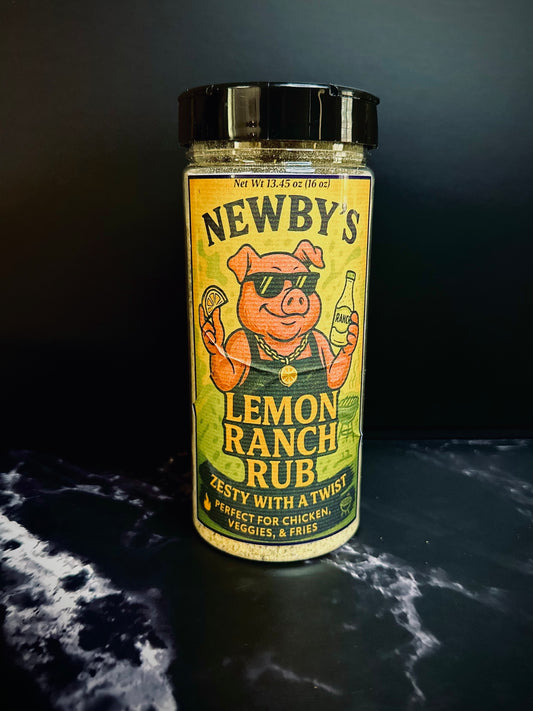 Net Wt 13.45 oz (16 oz)
NEWBY'S
RANCH
LEMON
RANCH
RUB
ZESTY WITH A TWIST
PERFECT FOR CHICKEN,
VEGGIES, & FRIES